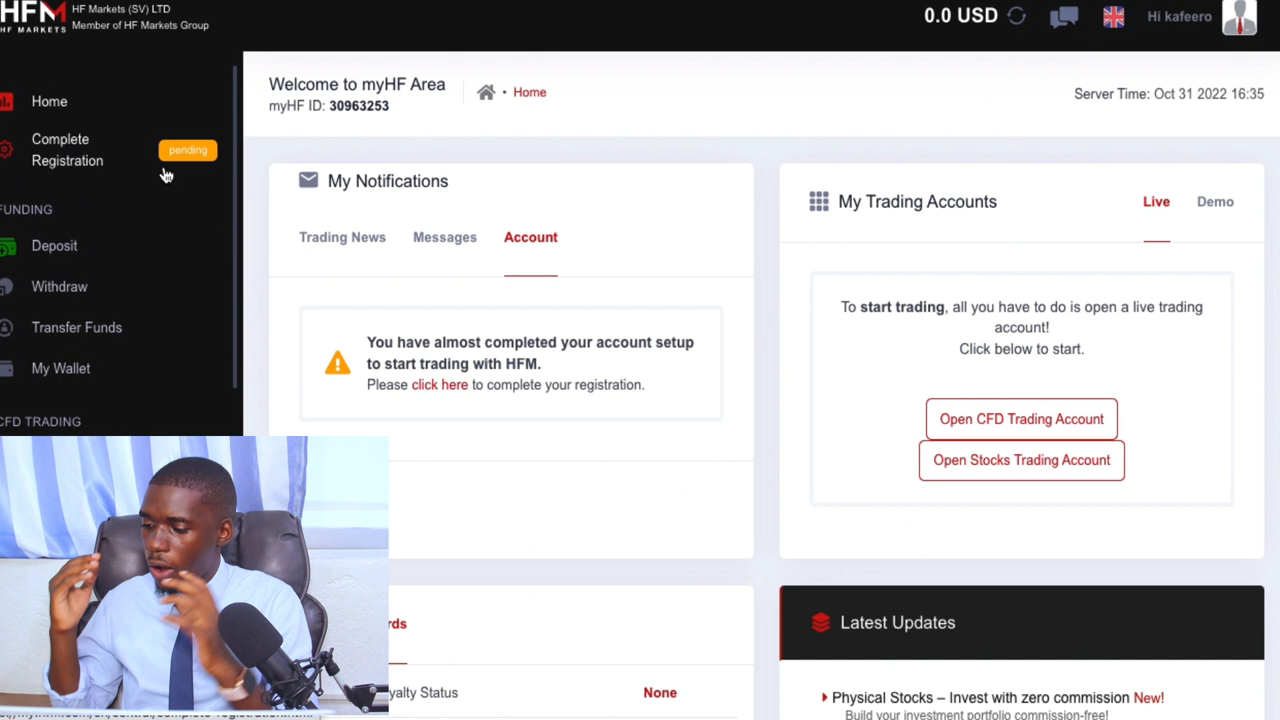 HFM
HF MARKETS
HF Markets (SV) LTD
Member of HF Markets Group
0.0 USD
Hi kafeero
Home
Complete
Registration
pending
FUNDING
Deposit
Withdraw
Transfer Funds
My Wallet
CFD TRADING
Welcome to myHF Area
myHF ID: 30963253
• Home
Server Time: Oct 31 2022 16:35
My Notifications
Trading News Messages Account
You have almost completed your account setup
to start trading with HFM.
Please click here to complete your registration.
My Trading Accounts
Live Demo
To start trading, all you have to do is open a live trading
account!
Click below to start.
Open CFD Trading Account
Open Stocks Trading Account
rds
yalty Status None
Latest Updates
Physical Stocks – Invest with zero commission New!
Build your investment portfolio commission-free!